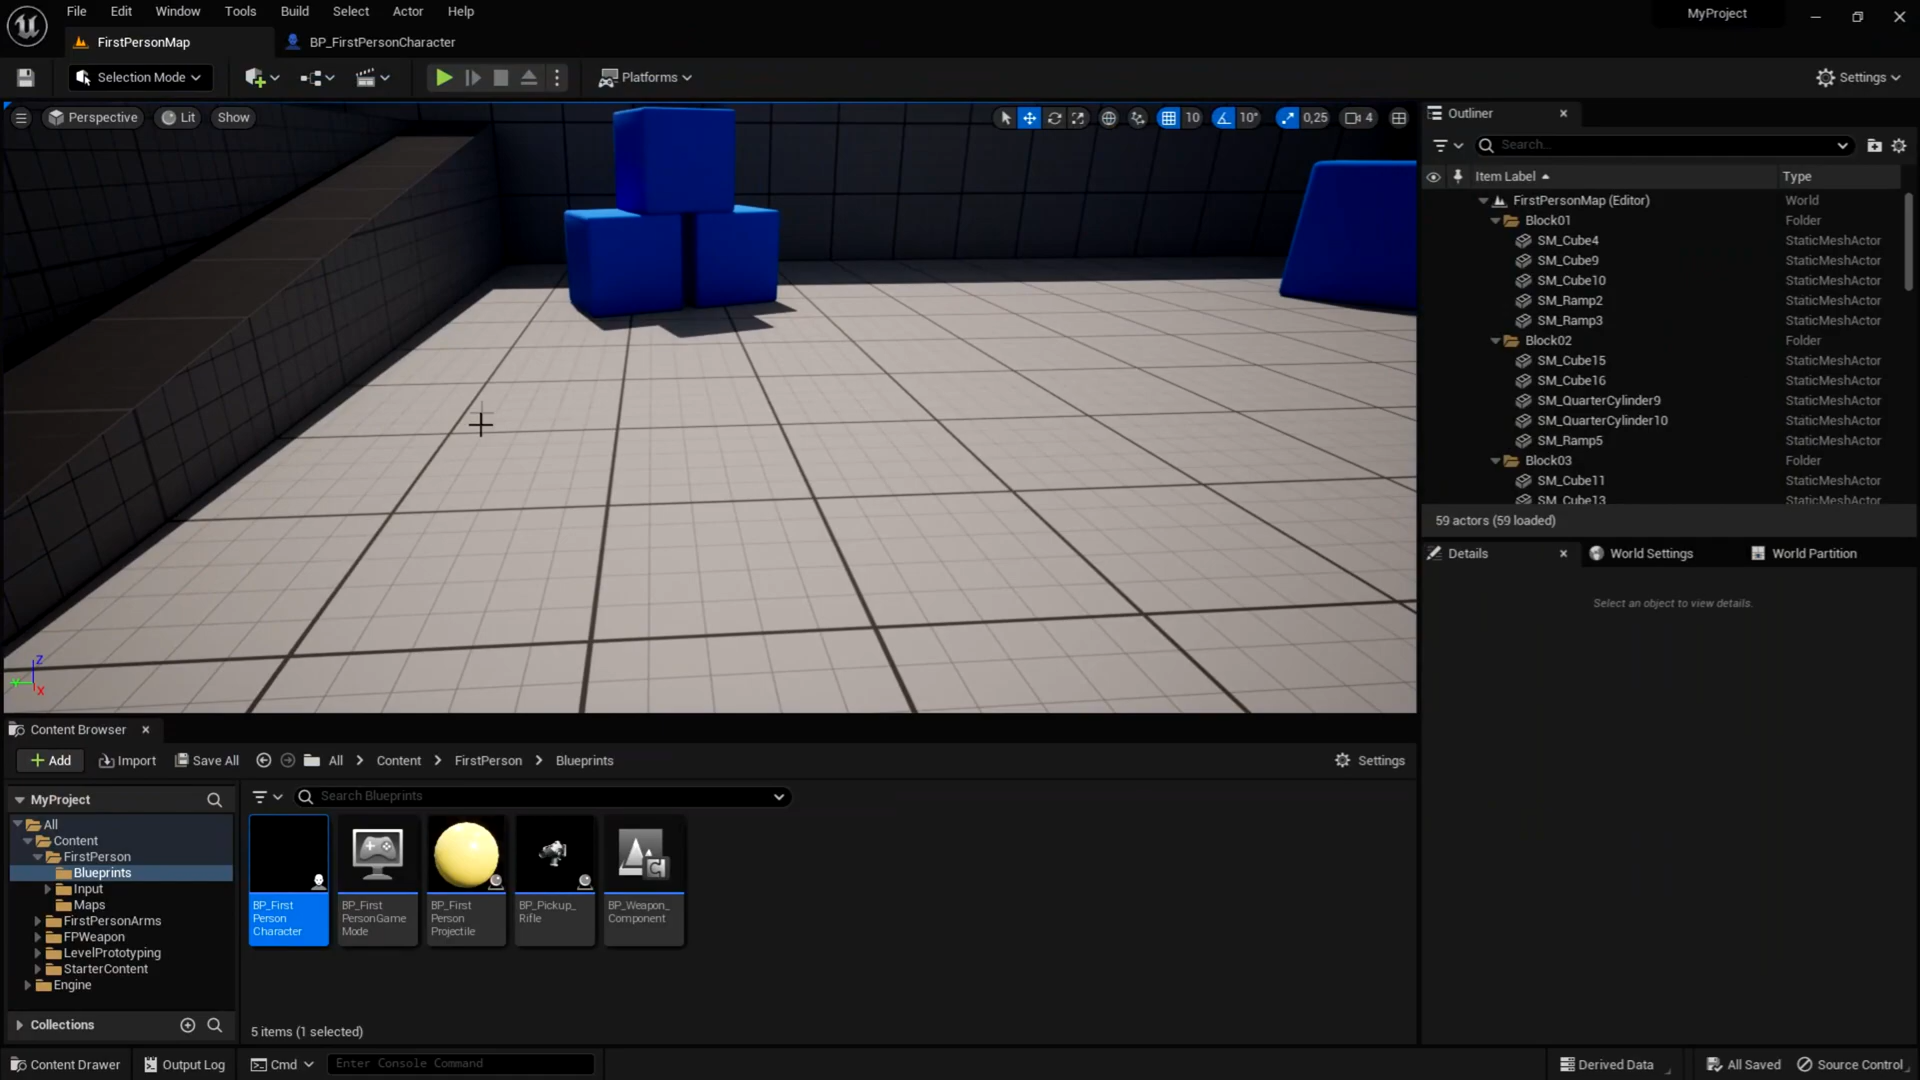 File Edit Window Tools Build Select Actor Help
MyProject
FirstPersonMap
BP_FirstPersonCharacter
Selection Mode
Platforms
Settings
Perspective
Lit
Show
10
10°
0,25
4
Outliner
Search...
Item Label
Type
FirstPersonMap (Editor) World
Block01 Folder
SM_Cube4 StaticMeshActor
SM_Cube9 StaticMeshActor
SM_Cube10 StaticMeshActor
SM_Ramp2 StaticMeshActor
SM_Ramp3 StaticMeshActor
Block02 Folder
SM_Cube15 StaticMeshActor
SM_Cube16 StaticMeshActor
SM_QuarterCylinder9 StaticMeshActor
SM_QuarterCylinder10 StaticMeshActor
SM_Ramp5 StaticMeshActor
Block03 Folder
SM_Cube11 StaticMeshActor
SM_Cube13 StaticMeshActor
59 actors (59 loaded)
Details
World Settings
World Partition
Select an object to view details.
z
y
x
Content Browser
Add
Import
Save All
All
Content
FirstPerson
Blueprints
Settings
MyProject
Search Blueprints
All
Content
FirstPerson
Blueprints
Input
Maps
FirstPersonArms
FPWeapon
LevelPrototyping
StarterContent
Engine
BP_First
Person
Character
BP_First
PersonGame
Mode
BP_First
Person
Projectile
BP_Pickup_
Rifle
BP_Weapon_
Component
Collections
5 items (1 selected)
Content Drawer
Output Log
Cmd
Enter Console Command
Derived Data
All Saved
Source Control